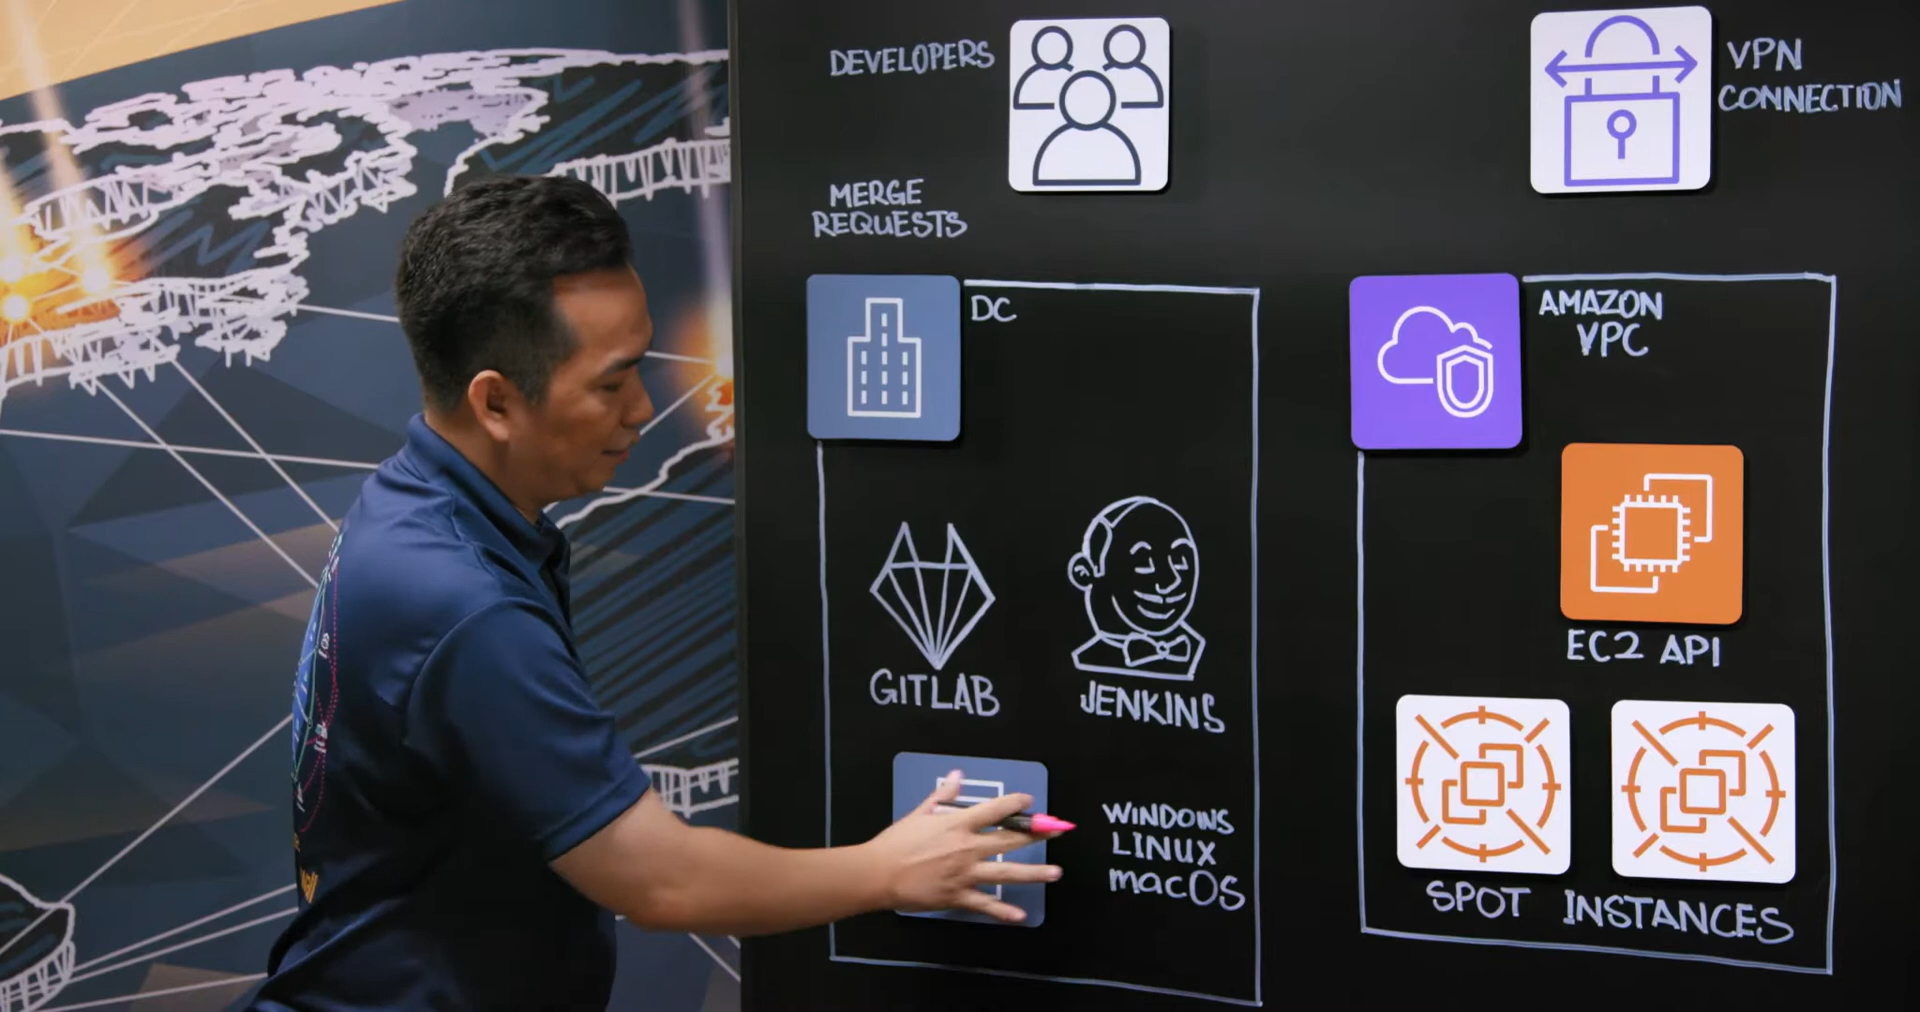 DEVELOPERS
VPN
CONNECTION
MERGE
REQUESTS
DC
AMAZON
VPC
GITLAB
JENKINS
EC2 API
WINDOWS
LINUX
macOS
SPOT INSTANCES